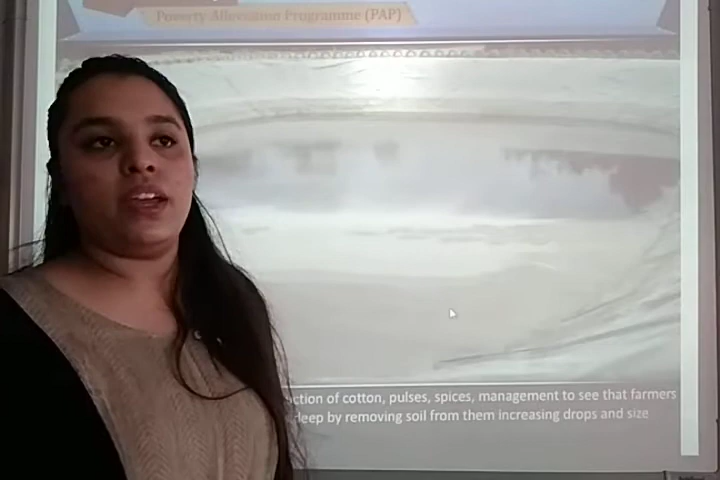 Poverty Alleviation Programme (PAP)
uction of cotton, pulses, spices, management to see that farmers
deep by removing soil from them increasing drops and size